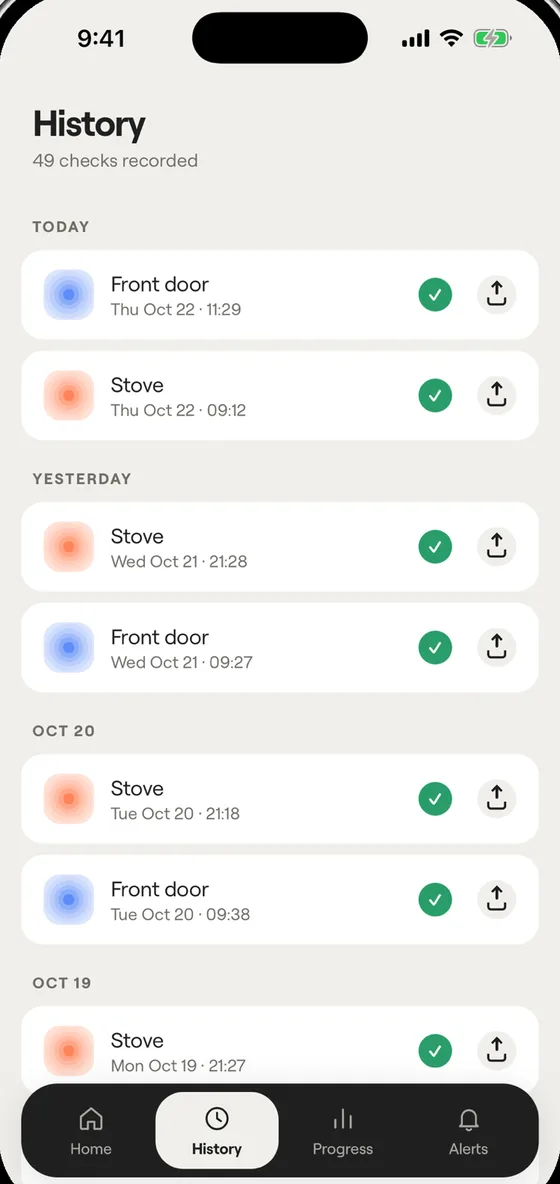 9:41
History
49 checks recorded
TODAY
Front door
Thu Oct 22 · 11:29
Stove
Thu Oct 22 · 09:12
YESTERDAY
Stove
Wed Oct 21 · 21:28
Front door
Wed Oct 21 · 09:27
OCT 20
Stove
Tue Oct 20 · 21:18
Front door
Tue Oct 20 · 09:38
OCT 19
Stove
Mon Oct 19 · 21:27
Home
History
Progress
Alerts